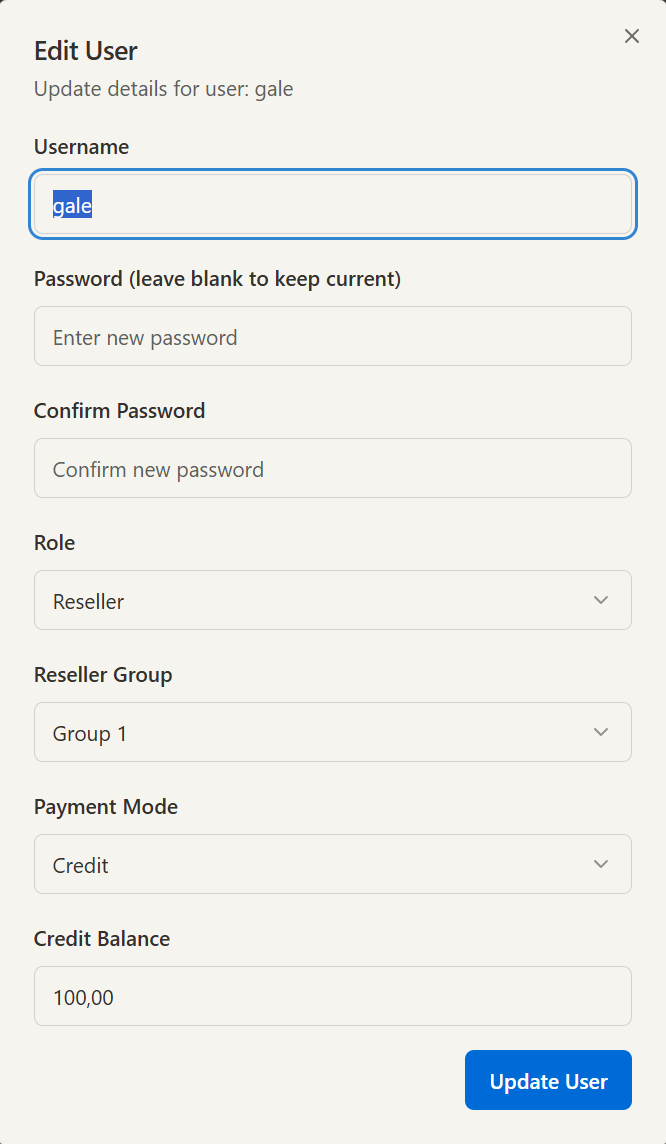 Edit User
Update details for user: gale
Username
gale
Password (leave blank to keep current)
Enter new password
Confirm Password
Confirm new password
Role
Reseller
Reseller Group
Group 1
Payment Mode
Credit
Credit Balance
100,00
Update User